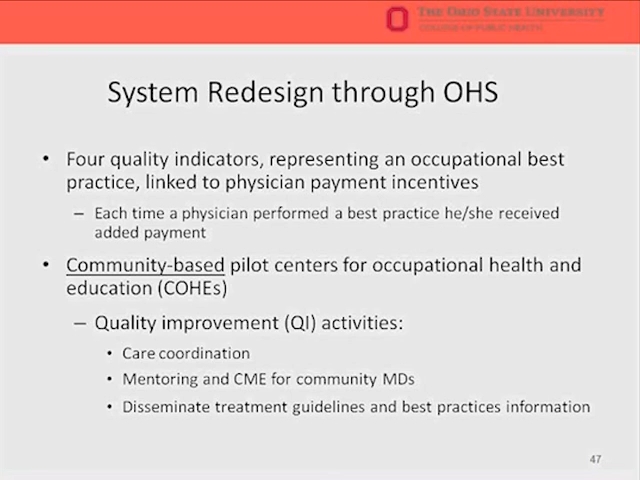 THE OHIO STATE UNIVERSITY
COLLEGE OF PUBLIC HEALTH
System Redesign through OHS
• Four quality indicators, representing an occupational best
practice, linked to physician payment incentives
– Each time a physician performed a best practice he/she received
added payment
• Community-based pilot centers for occupational health and
education (COHEs)
– Quality improvement (QI) activities:
• Care coordination
• Mentoring and CME for community MDs
• Disseminate treatment guidelines and best practices information
47